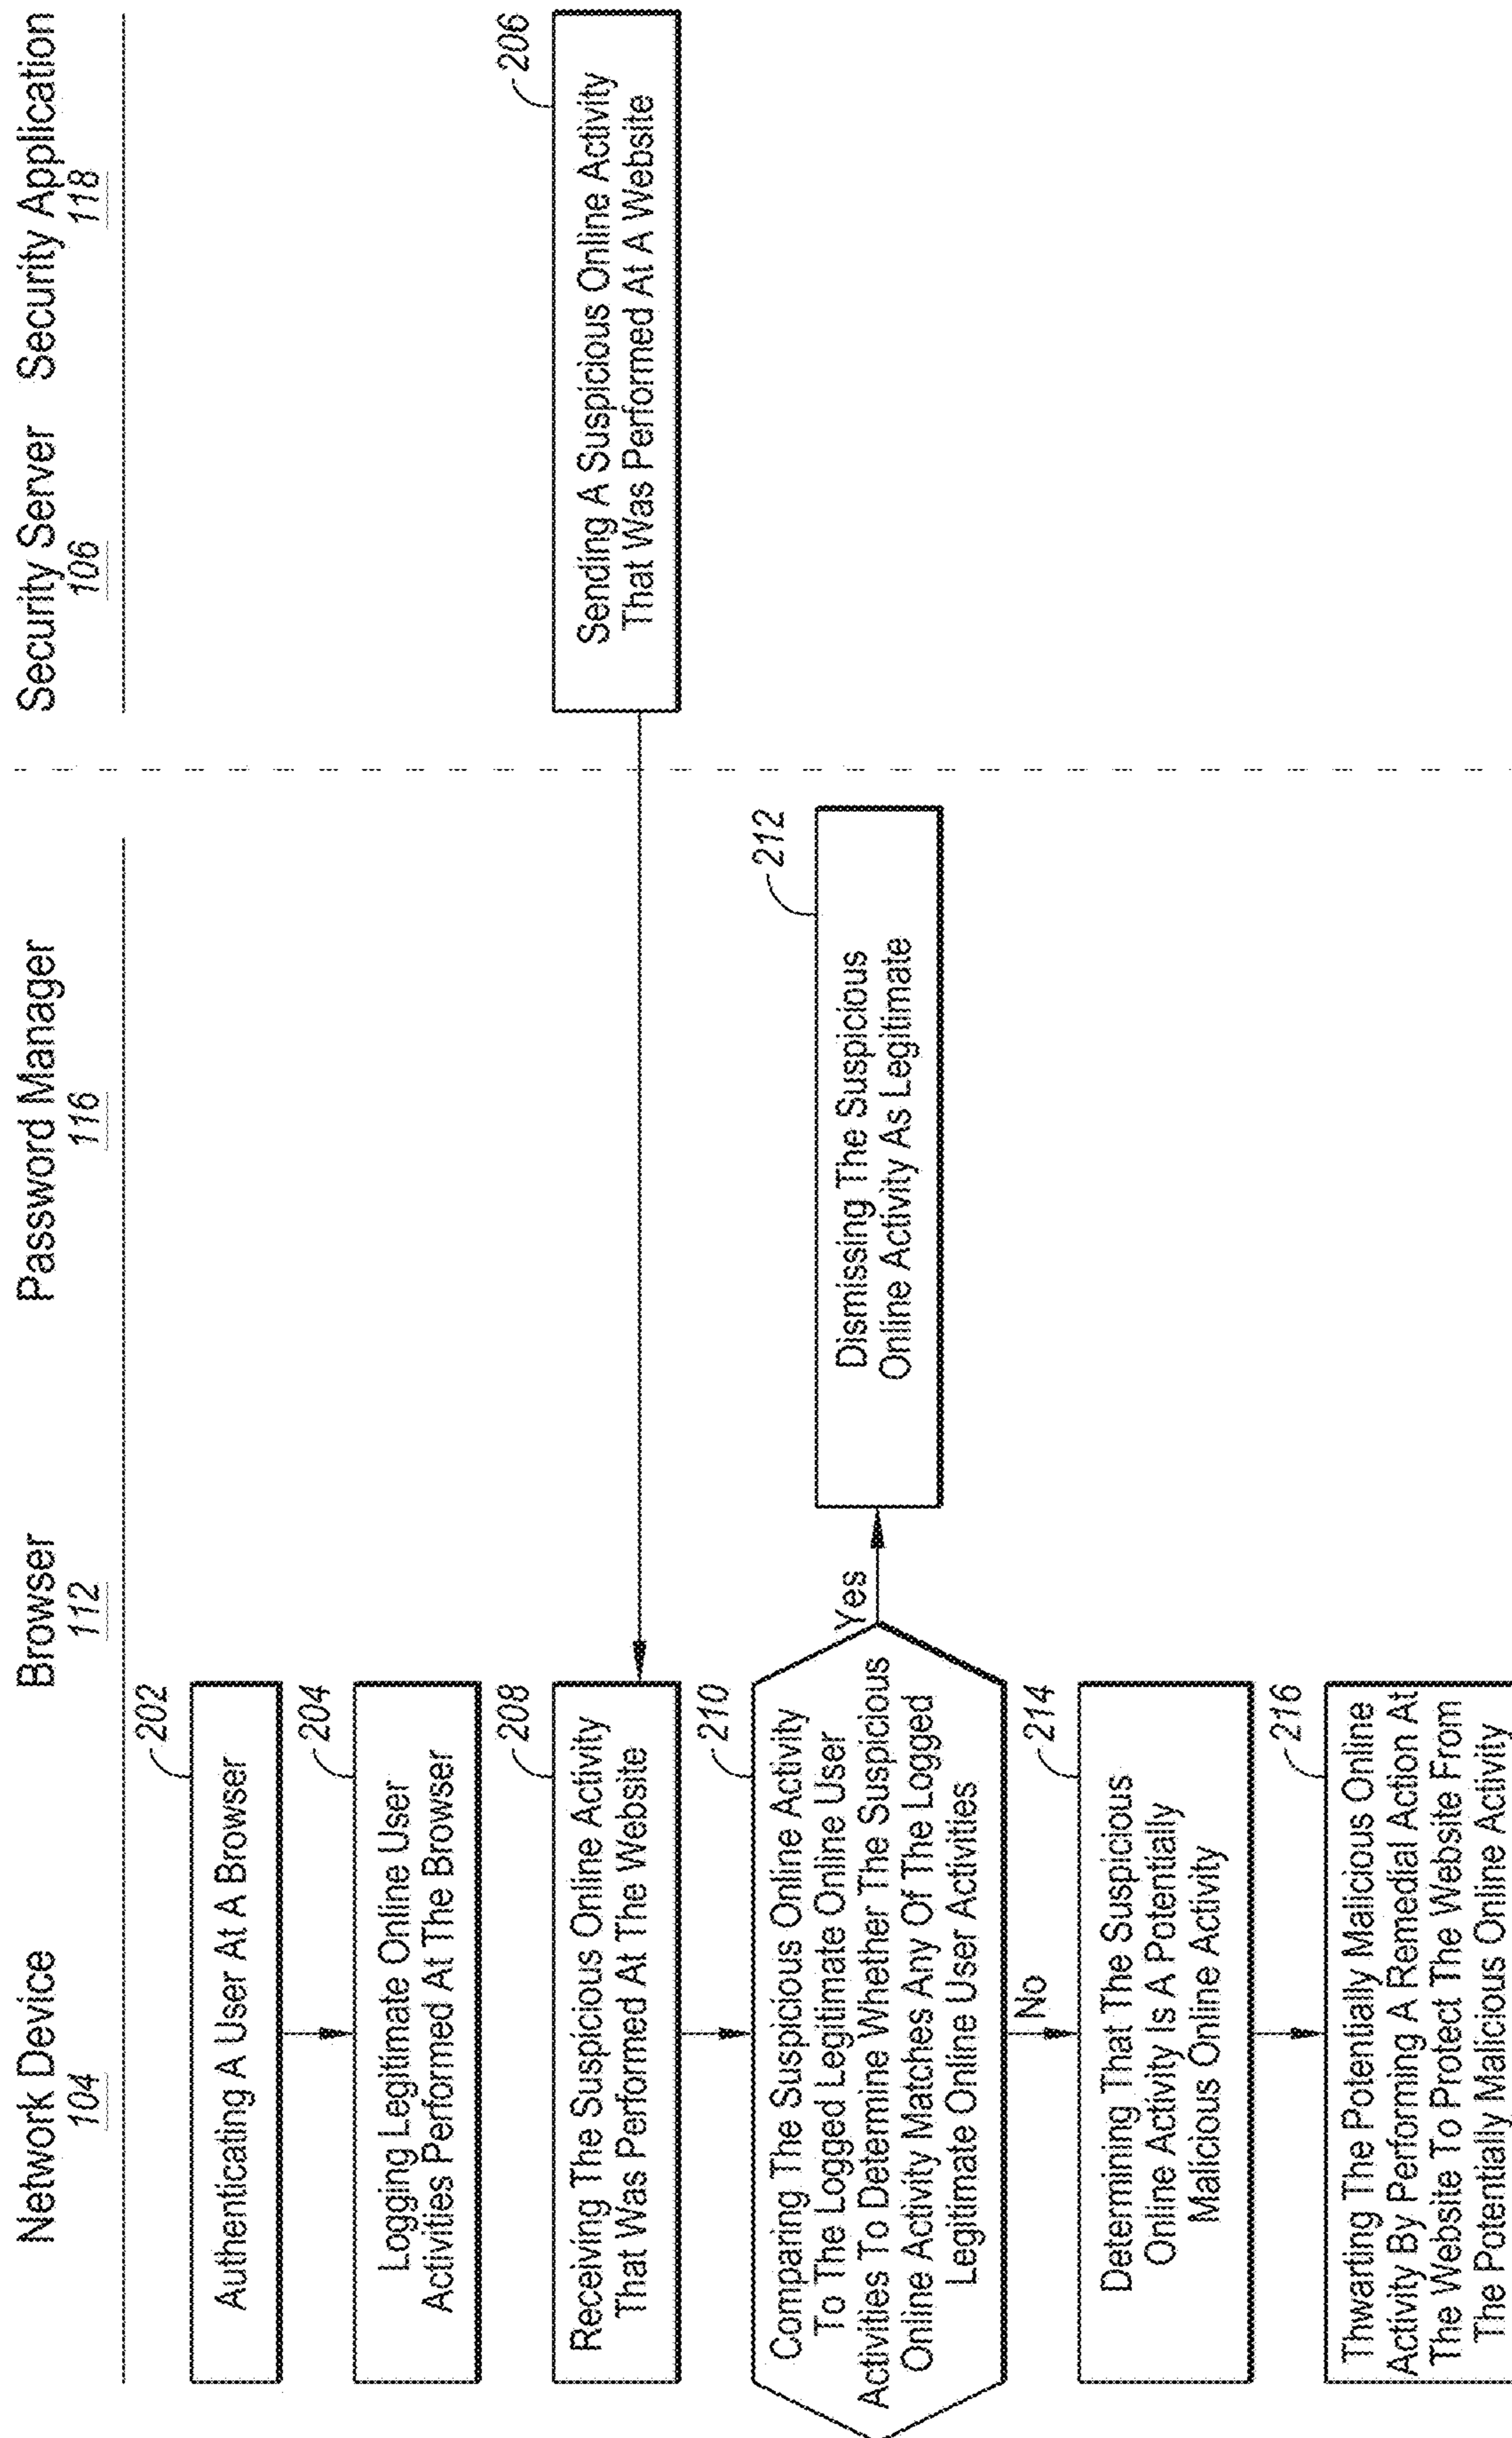 Network Device
104
Browser
112
Password Manager
116
Security Server
106
Security Application
118
202
Authenticating A User At A Browser
204
Logging Legitimate Online User
Activities Performed At The Browser
206
Sending A Suspicious Online Activity
That Was Performed At A Website
208
Receiving The Suspicious Online Activity
That Was Performed At The Website
210
Comparing The Suspicious Online Activity
To The Logged Legitimate Online User
Activities To Determine Whether The Suspicious
Online Activity Matches Any Of The Logged
Legitimate Online User Activities
Yes
212
Dismissing The Suspicious
Online Activity As Legitimate
No
214
Determining That The Suspicious
Online Activity Is A Potentially
Malicious Online Activity
216
Thwarting The Potentially Malicious Online
Activity By Performing A Remedial Action At
The Website To Protect The Website From
The Potentially Malicious Online Activity